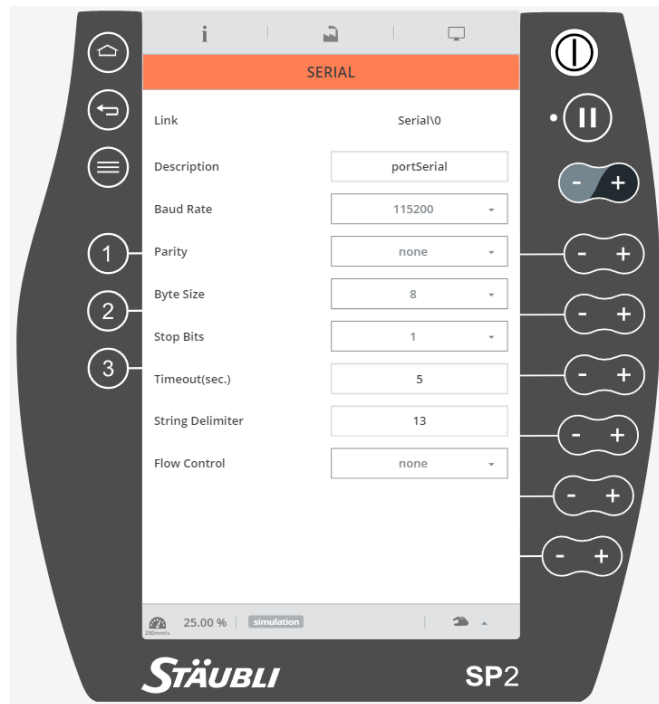 SERIAL
Link Serial\0
Description portSerial
Baud Rate 115200
1 Parity none
Byte Size 8
2
Stop Bits 1
3
Timeout(sec.) 5
String Delimiter 13
Flow Control none
25.00 % simulation
250mm/s
STÄUBLI SP2